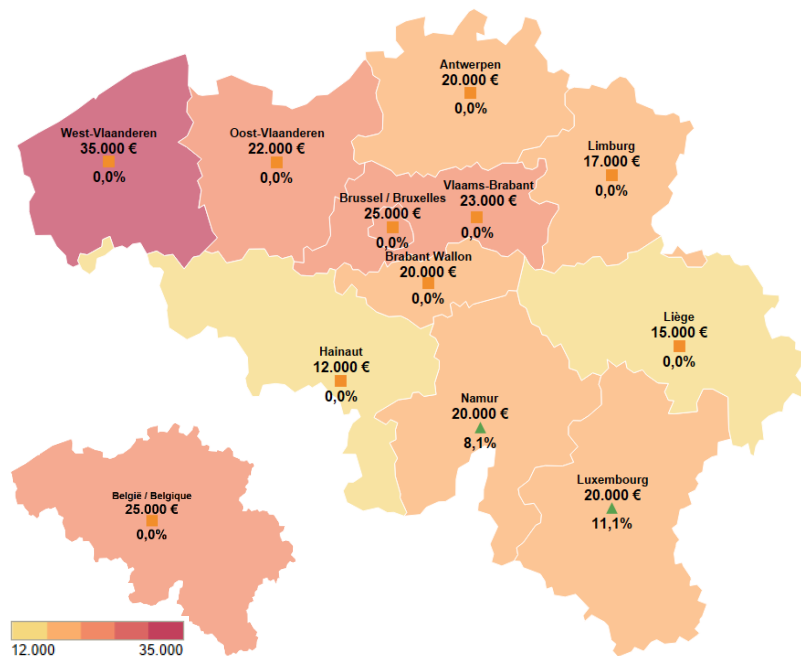 Antwerpen
20.000 €
0,0%
West-Vlaanderen
35.000 €
0,0%
Oost-Vlaanderen
22.000 €
0,0%
Limburg
17.000 €
0,0%
Brussel / Bruxelles
25.000 €
0,0%
Vlaams-Brabant
23.000 €
0,0%
Brabant Wallon
20.000 €
0,0%
Liège
15.000 €
0,0%
Hainaut
12.000 €
0,0%
Namur
20.000 €
8,1%
Luxembourg
20.000 €
11,1%
België / Belgique
25.000 €
0,0%
12.000 35.000